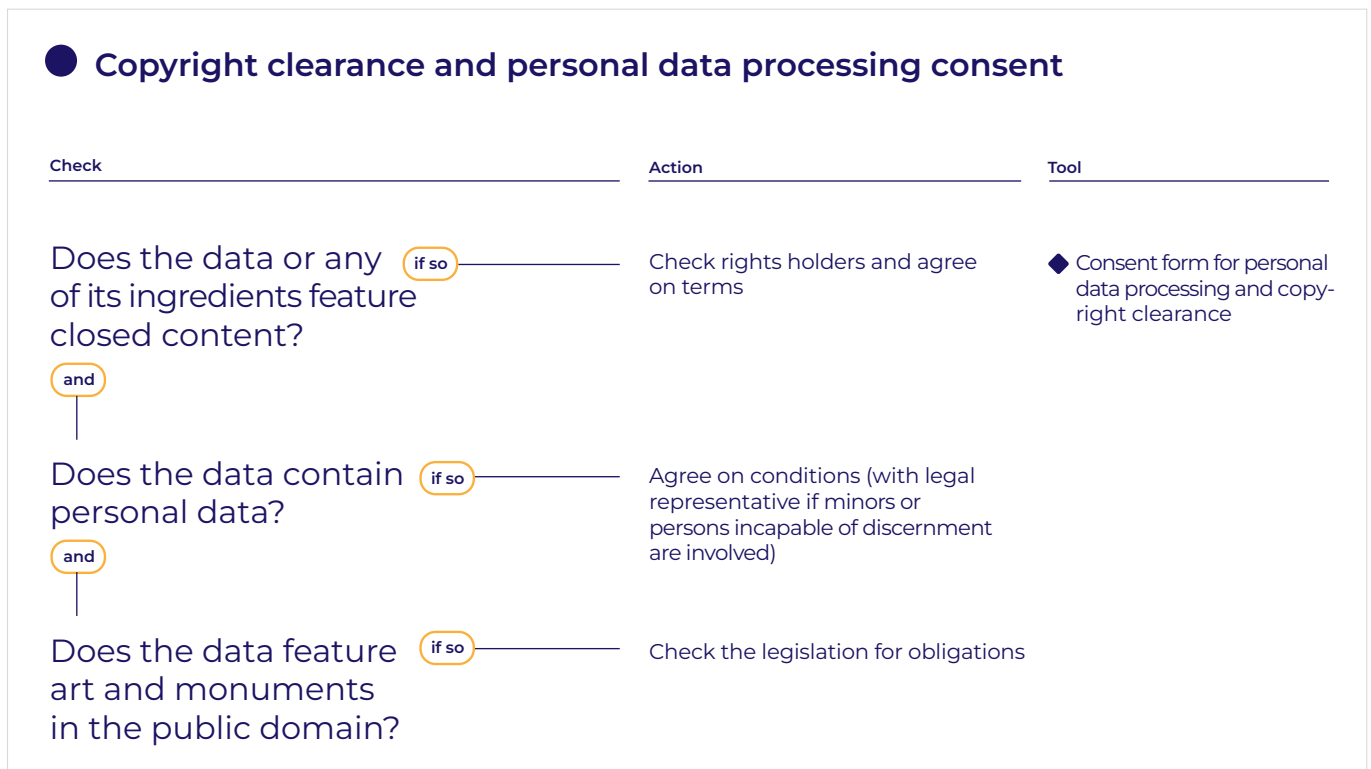 Copyright clearance and personal data processing consent
Check
Action
Tool
Does the data or any
of its ingredients feature
closed content?
if so
Check rights holders and agree
on terms
Consent form for personal
data processing and copy-
right clearance
and
Does the data contain
personal data?
if so
Agree on conditions (with legal
representative if minors or
persons incapable of discernment
are involved)
and
Does the data feature
art and monuments
in the public domain?
if so
Check the legislation for obligations